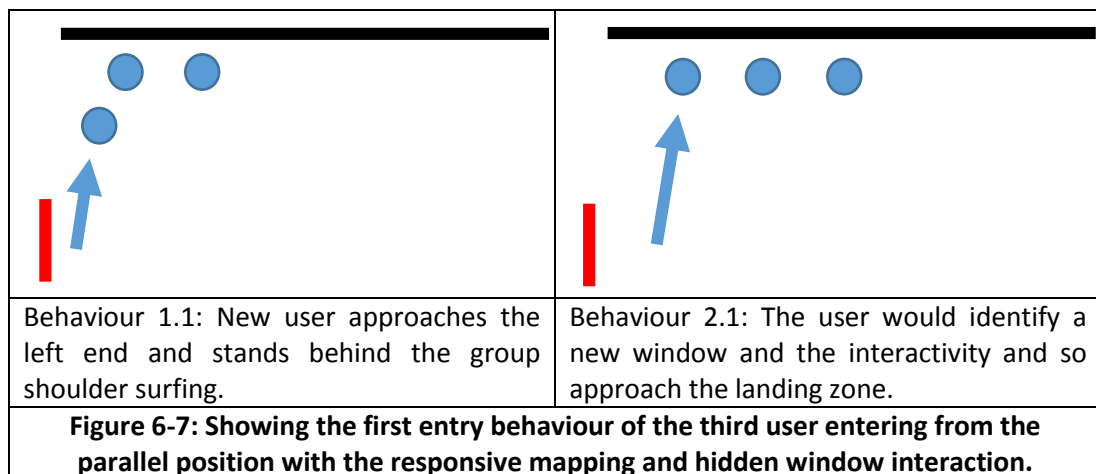 Behaviour 1.1: New user approaches the
left end and stands behind the group
shoulder surfing.
Behaviour 2.1: The user would identify a
new window and the interactivity and so
approach the landing zone.
Figure 6-7: Showing the first entry behaviour of the third user entering from the
parallel position with the responsive mapping and hidden window interaction.